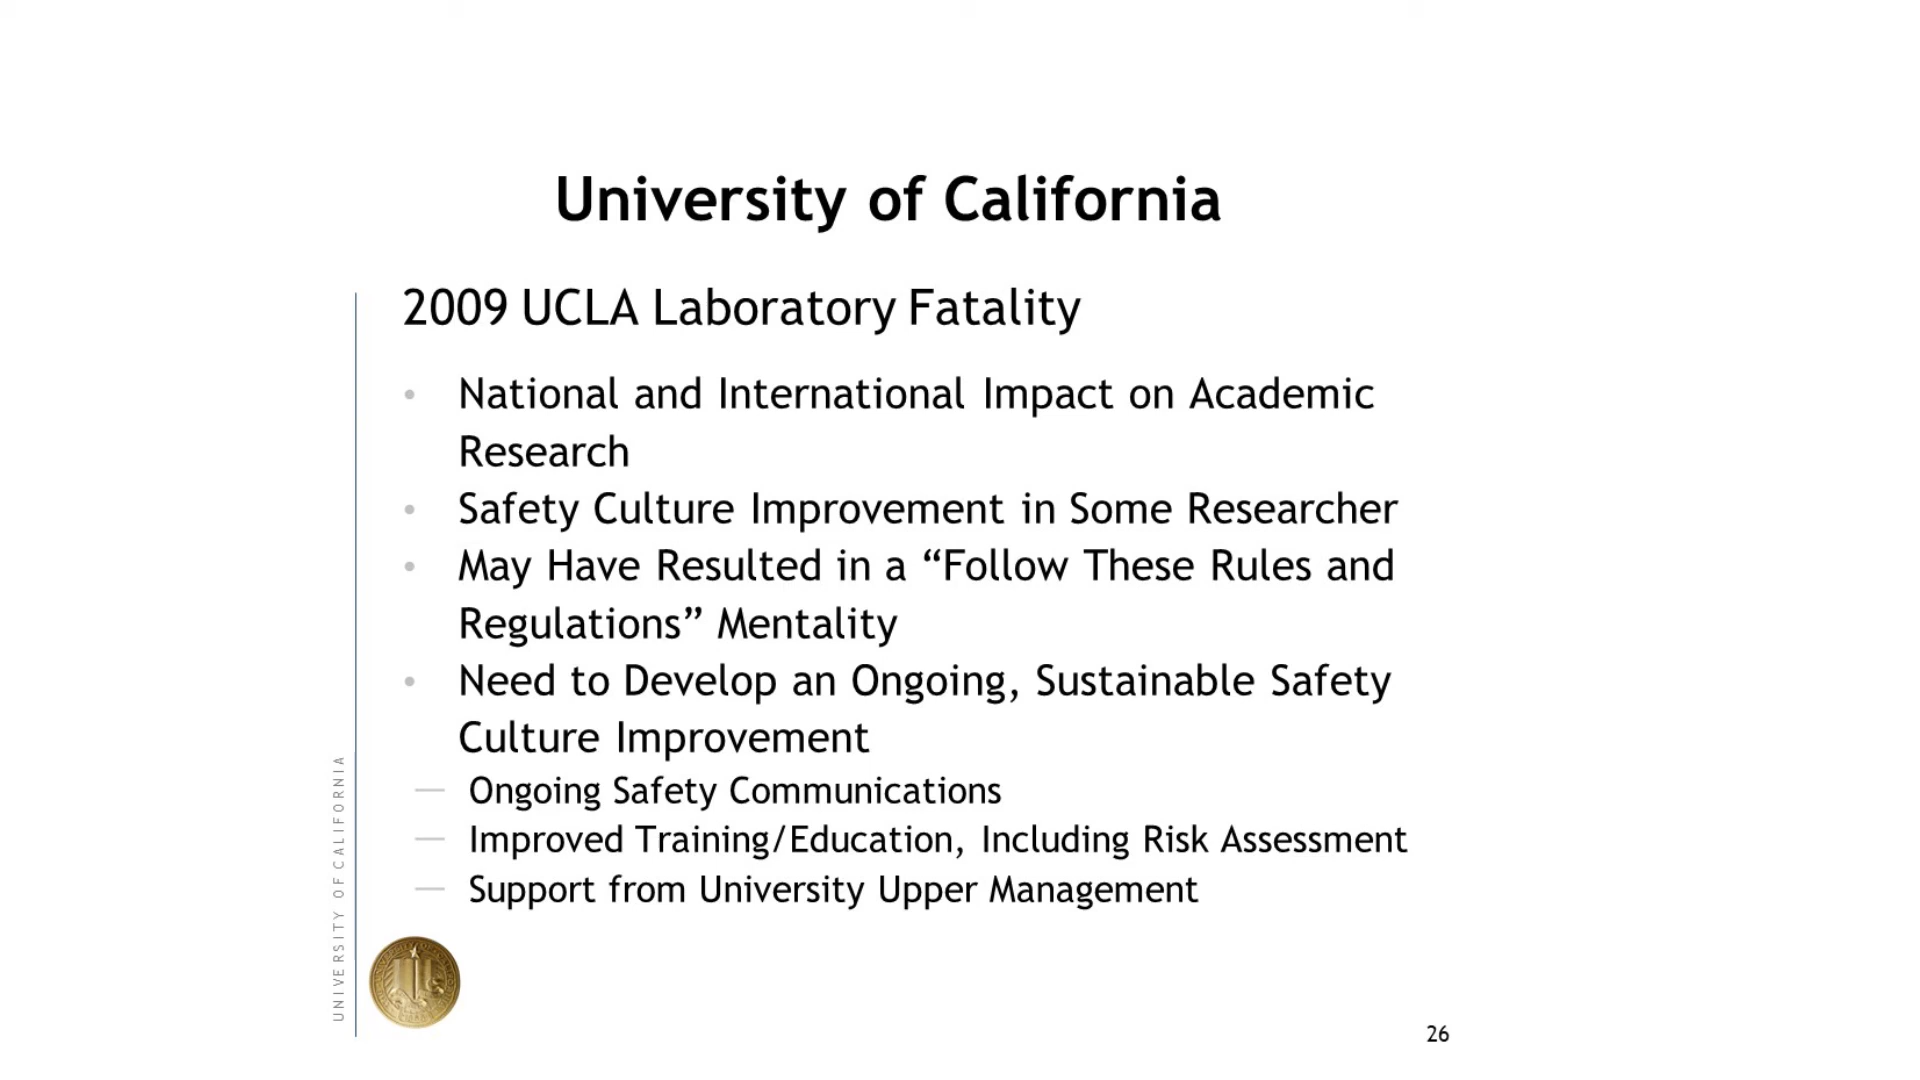 University of California
2009 UCLA Laboratory Fatality
• National and International Impact on Academic
Research
• Safety Culture Improvement in Some Researcher
• May Have Resulted in a “Follow These Rules and
Regulations” Mentality
• Need to Develop an Ongoing, Sustainable Safety
Culture Improvement
— Ongoing Safety Communications
— Improved Training/Education, Including Risk Assessment
— Support from University Upper Management
UNIVERSITY OF CALIFORNIA
26